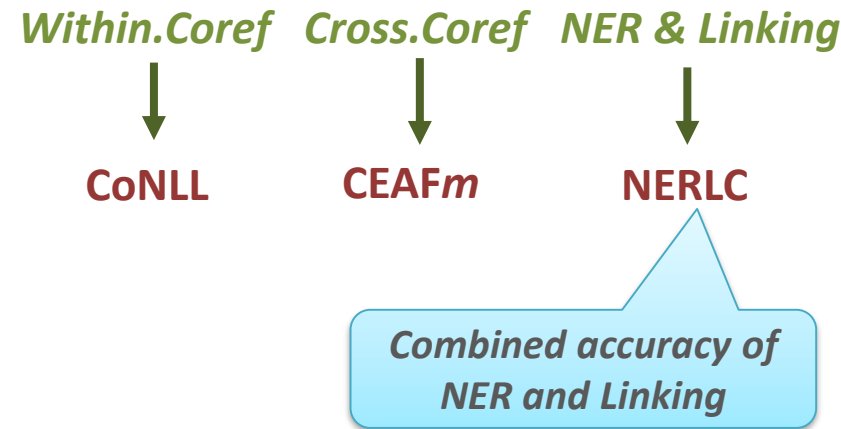 Within.Coref Cross.Coref NER & Linking
CoNLL CEAFm NERLC
Combined accuracy of
NER and Linking